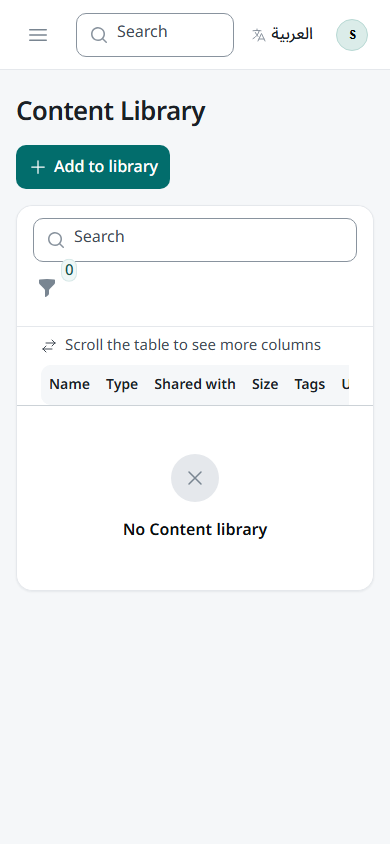 Search
العربية
S
Content Library
Add to library
Search
0
Scroll the table to see more columns
Name Type Shared with Size Tags
No Content library